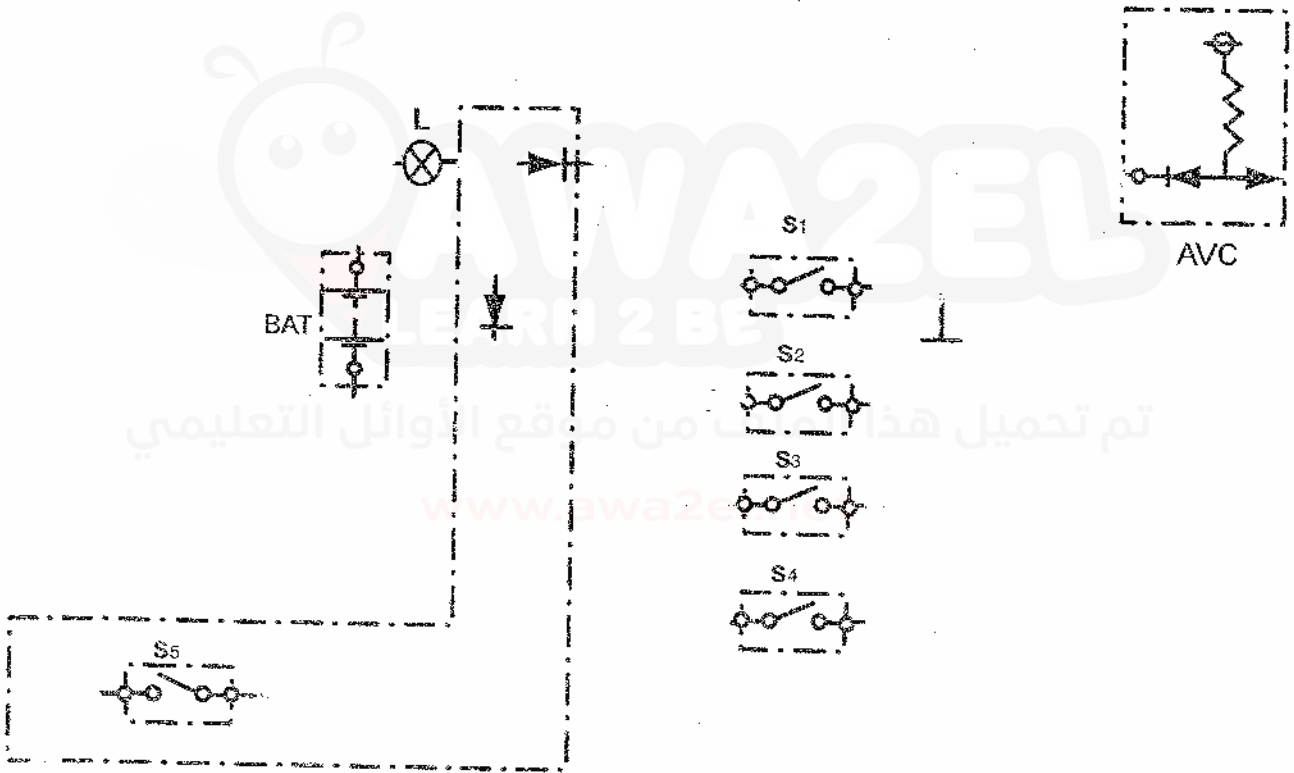 L
AWA2EL
S1
AVC
BAT
LEARN 2 BE
S2
تم تحميل هذا الملف من موقع الأوائل التعليمي
S3
www.awa2el.net
S4
S5